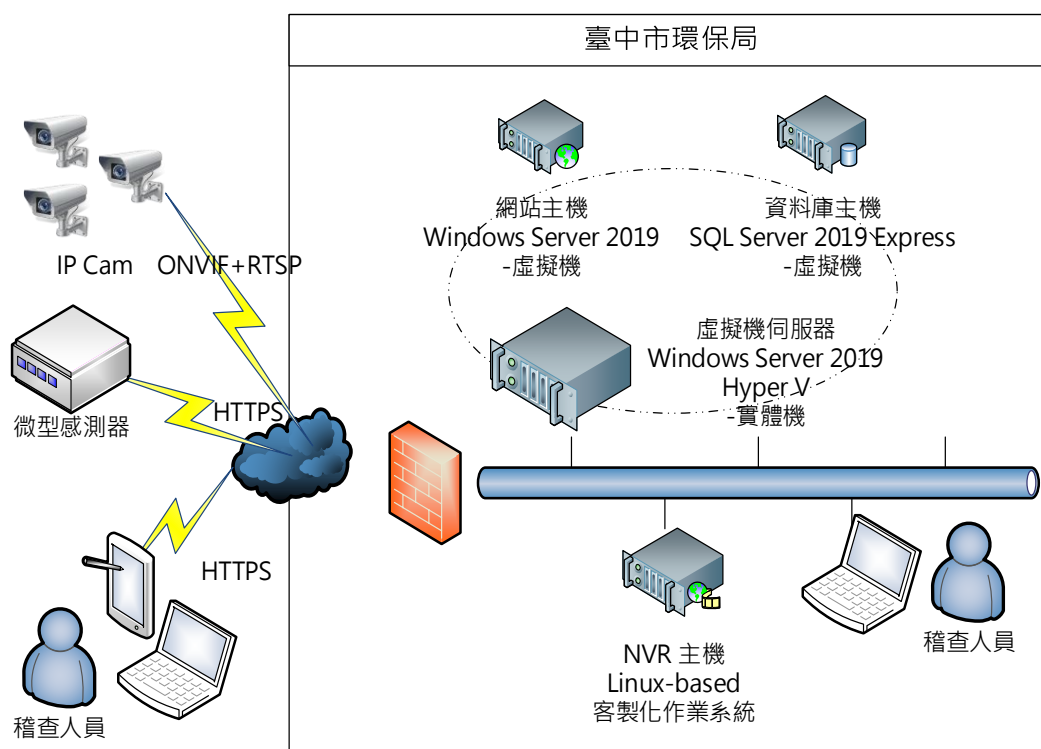 臺中市環保局
網站主機
Windows Server 2019
-虛擬機
資料庫主機
SQL Server 2019 Express
-虛擬機
IP Cam
ONVIF+RTSP
虛擬機伺服器
Windows Server 2019
Hyper V
-實體機
微型感測器
HTTPS
HTTPS
稽查人員
NVR 主機
Linux-based
客製化作業系統
稽查人員